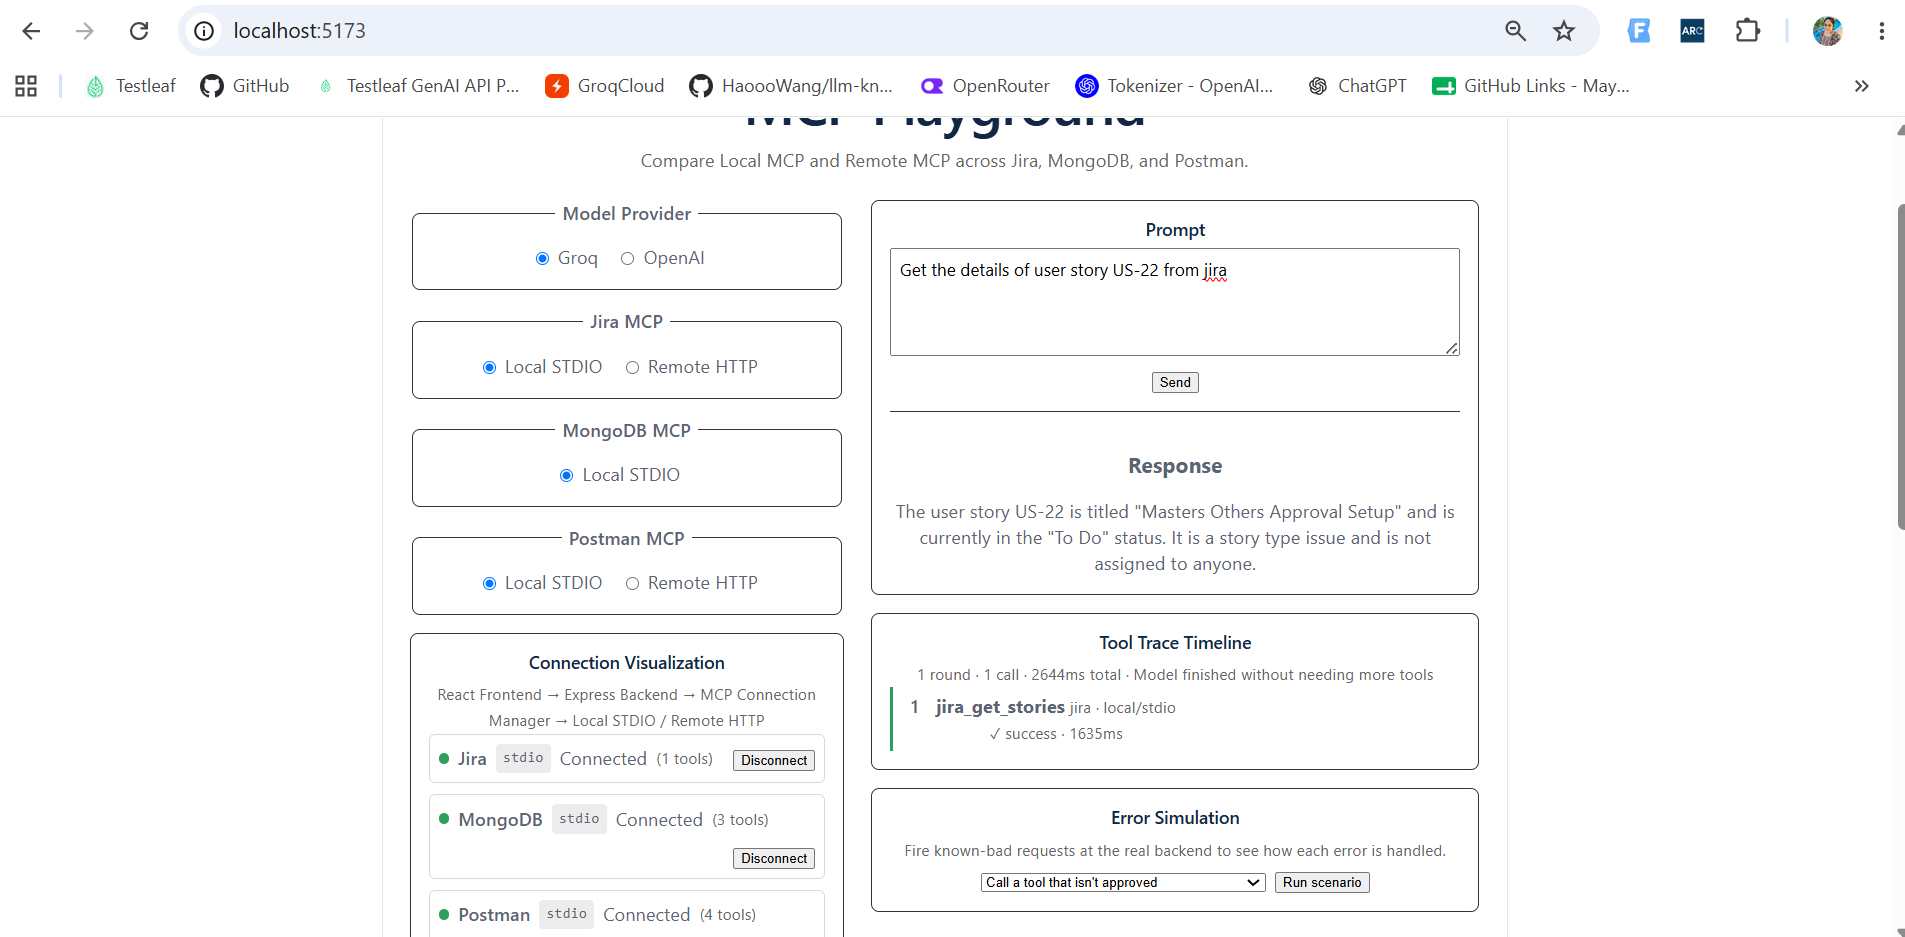 localhost:5173
Testleaf
GitHub
Testleaf GenAI API P...
GroqCloud
HaoooWang/llm-kn...
OpenRouter
Tokenizer - OpenAI...
ChatGPT
GitHub Links - May...
MCP Playground
Compare Local MCP and Remote MCP across Jira, MongoDB, and Postman.
Model Provider
Groq
OpenAI
Jira MCP
Local STDIO
Remote HTTP
MongoDB MCP
Local STDIO
Postman MCP
Local STDIO
Remote HTTP
Connection Visualization
React Frontend → Express Backend → MCP Connection
Manager → Local STDIO / Remote HTTP
Jira stdio Connected (1 tools) Disconnect
MongoDB stdio Connected (3 tools)
Disconnect
Postman stdio Connected (4 tools)
Prompt
Get the details of user story US-22 from jira
Send
Response
The user story US-22 is titled "Masters Others Approval Setup" and is
currently in the "To Do" status. It is a story type issue and is not
assigned to anyone.
Tool Trace Timeline
1 round · 1 call · 2644ms total · Model finished without needing more tools
1 jira_get_stories jira · local/stdio
✓ success · 1635ms
Error Simulation
Fire known-bad requests at the real backend to see how each error is handled.
Call a tool that isn't approved
Run scenario
F
ARC